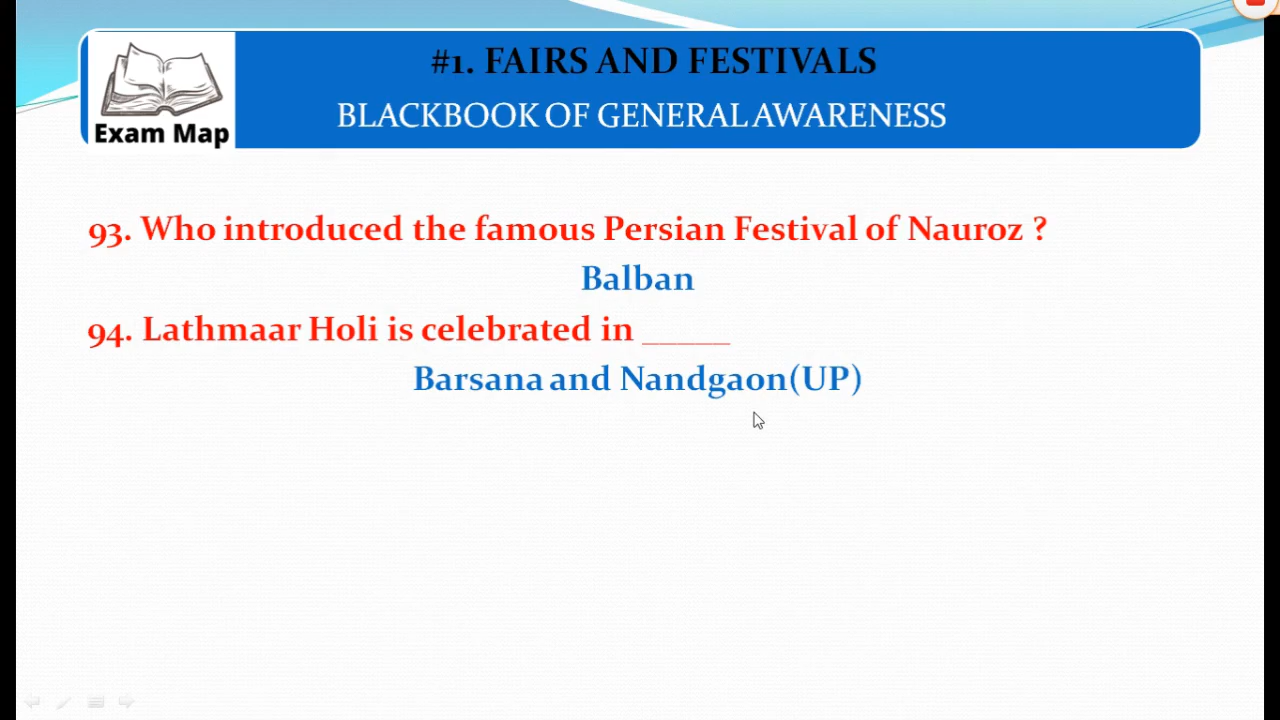 #1. FAIRS AND FESTIVALS
BLACKBOOK OF GENERAL AWARENESS
Exam Map
93. Who introduced the famous Persian Festival of Nauroz ?
Balban
94. Lathmaar Holi is celebrated in _____
Barsana and Nandgaon(UP)